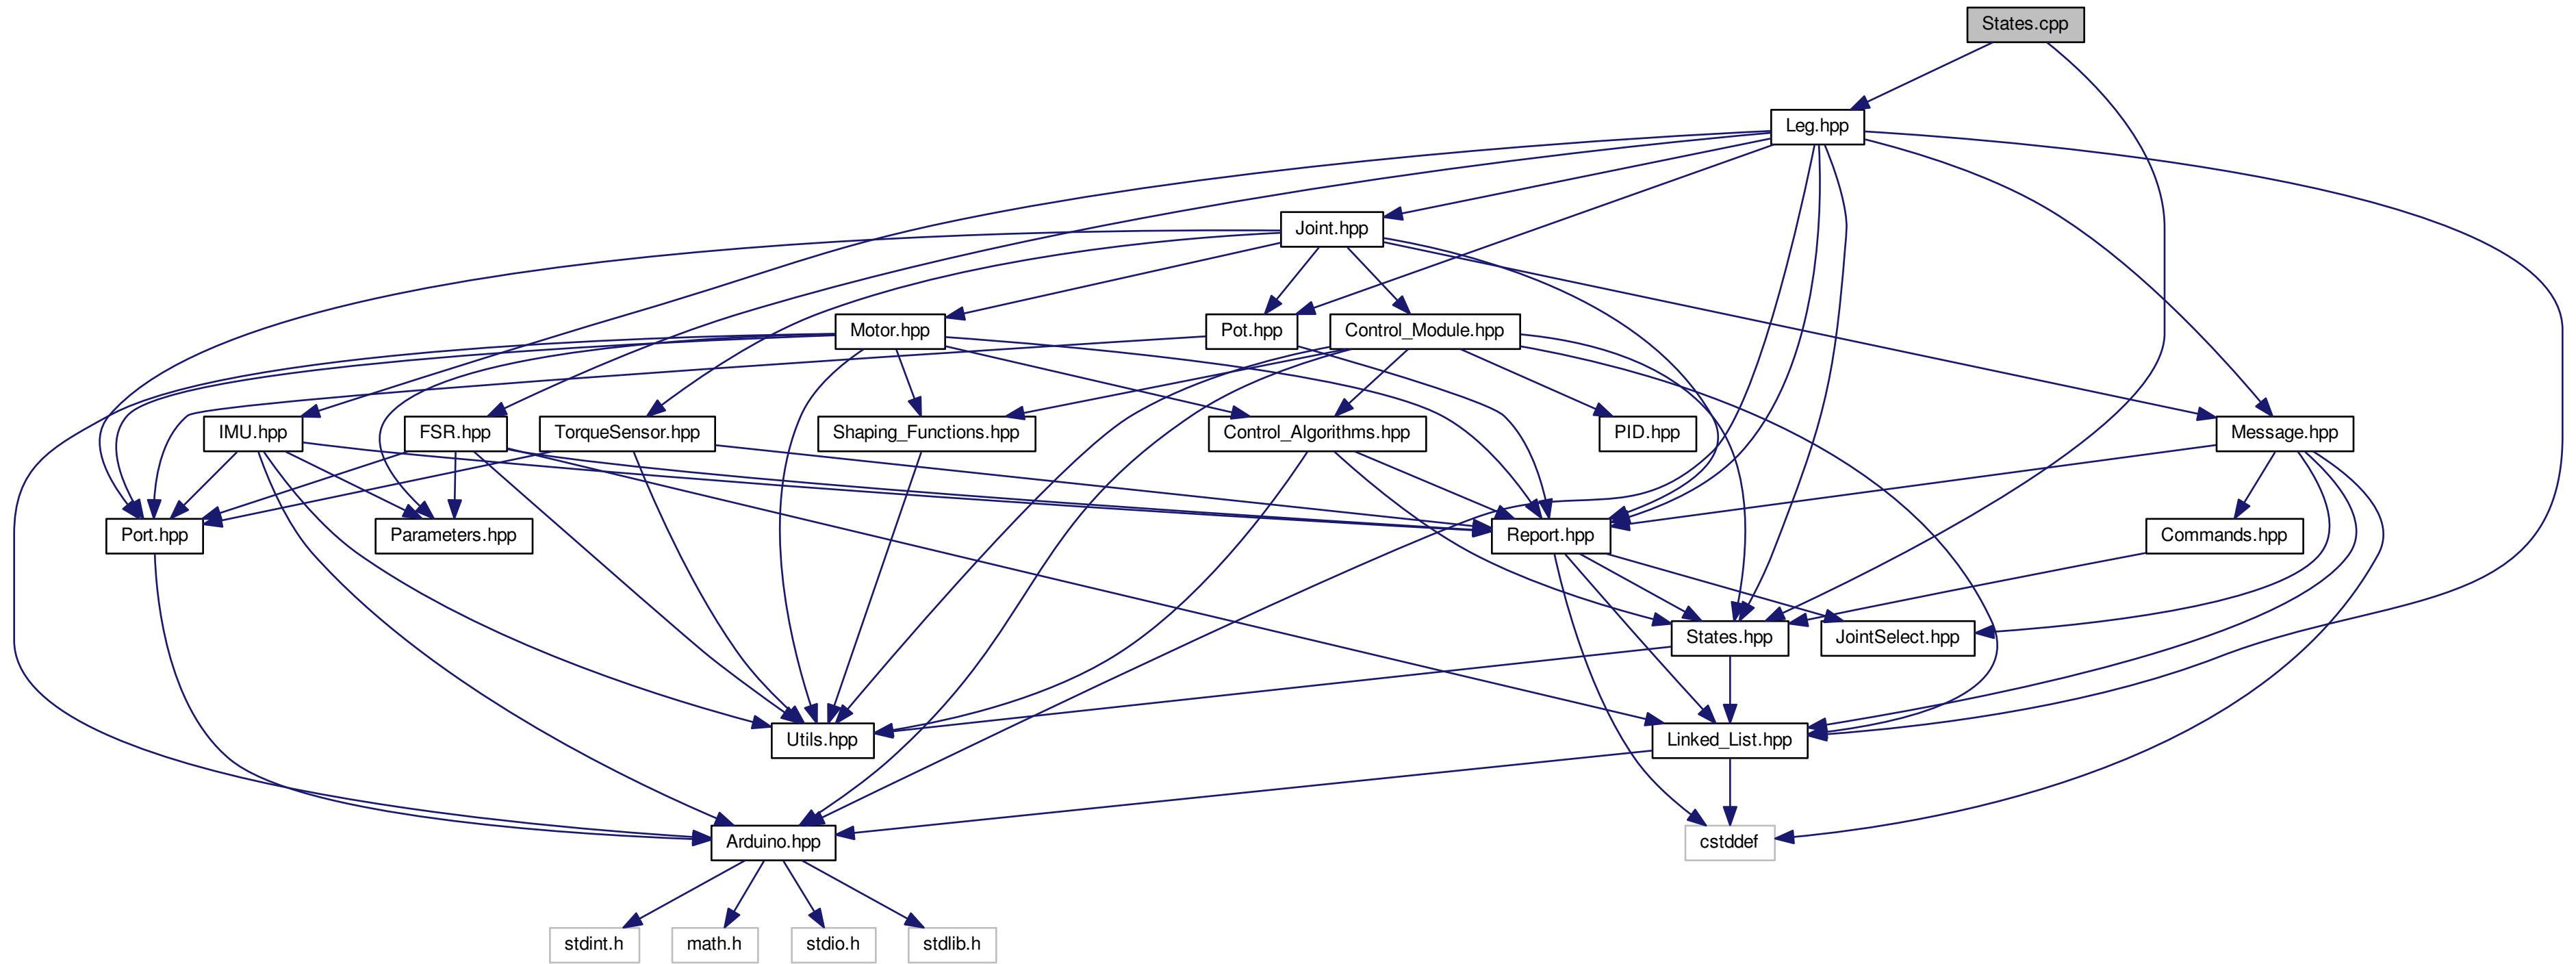 States.cpp
Leg.hpp
Joint.hpp
Motor.hpp
Pot.hpp
Control_Module.hpp
IMU.hpp
FSR.hpp
TorqueSensor.hpp
Shaping_Functions.hpp
Control_Algorithms.hpp
PID.hpp
Message.hpp
Port.hpp
Parameters.hpp
Report.hpp
Commands.hpp
States.hpp
JointSelect.hpp
Utils.hpp
Linked_List.hpp
Arduino.hpp
cstddef
stdint.h
math.h
stdio.h
stdlib.h